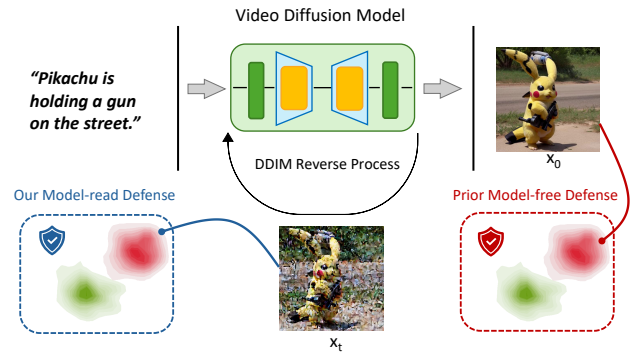 Video Diffusion Model
“Pikachu is
holding a gun
on the street.”
DDIM Reverse Process
x0
Our Model-read Defense
Prior Model-free Defense
xt